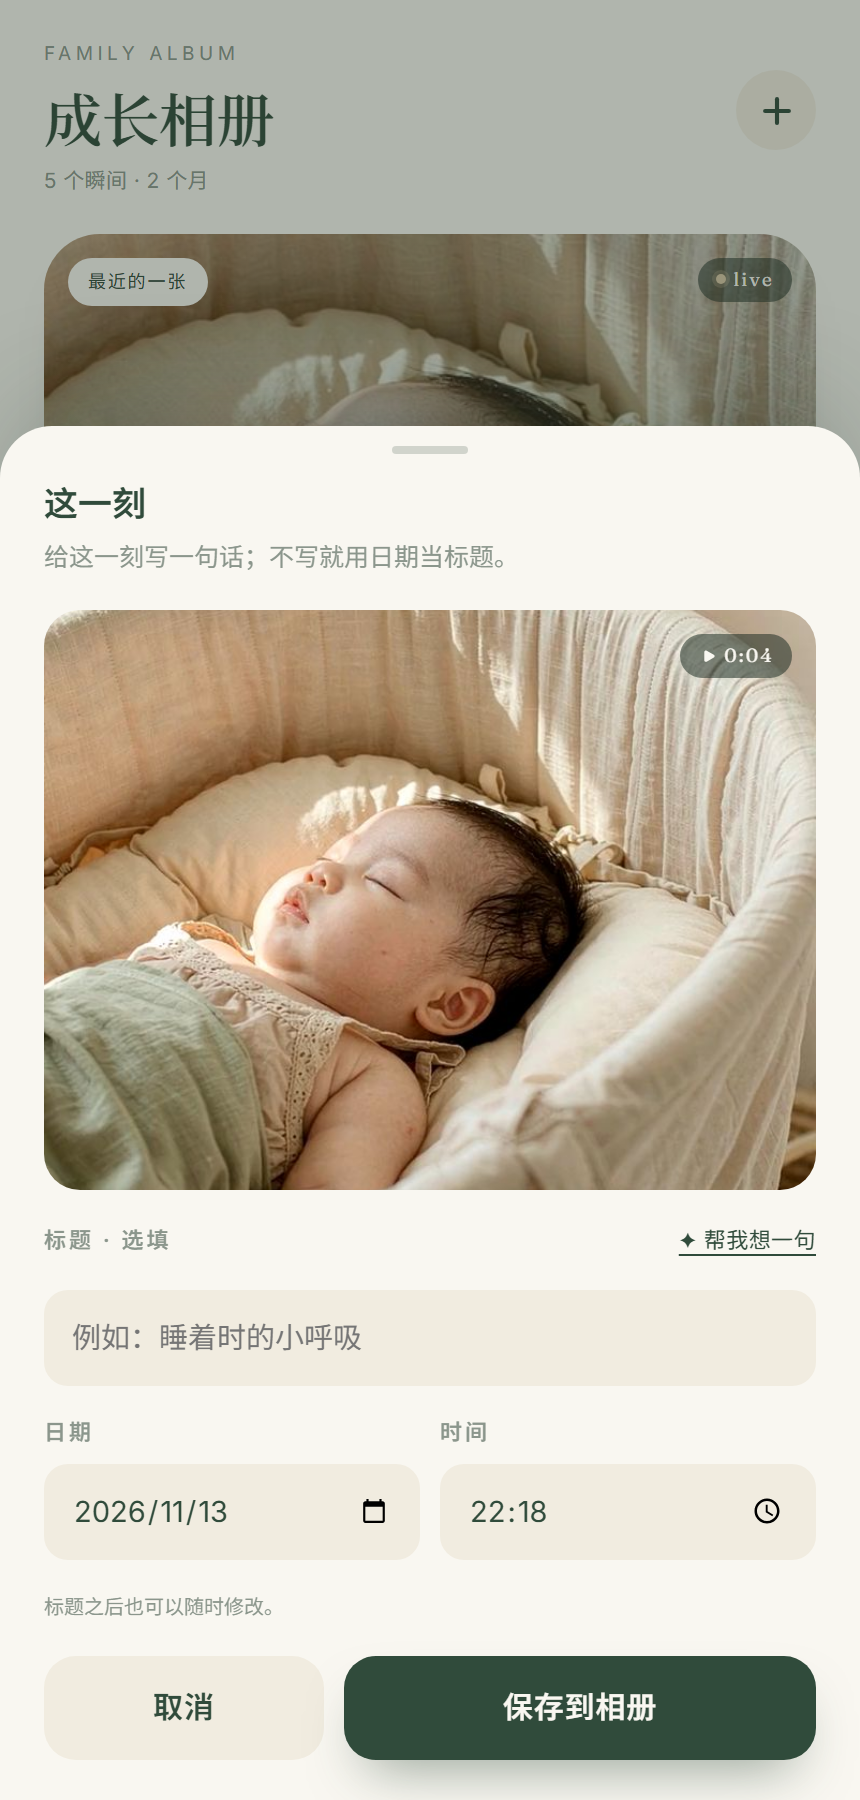 FAMILY ALBUM
成长相册
5 个瞬间 · 2 个月
最近的一张
live
这一刻
给这一刻写一句话；不写就用日期当标题。
0:04
标题 · 选填
✦ 帮我想一句
例如：睡着时的小呼吸
日期
时间
2026/11/13
22:18
标题之后也可以随时修改。
取消
保存到相册